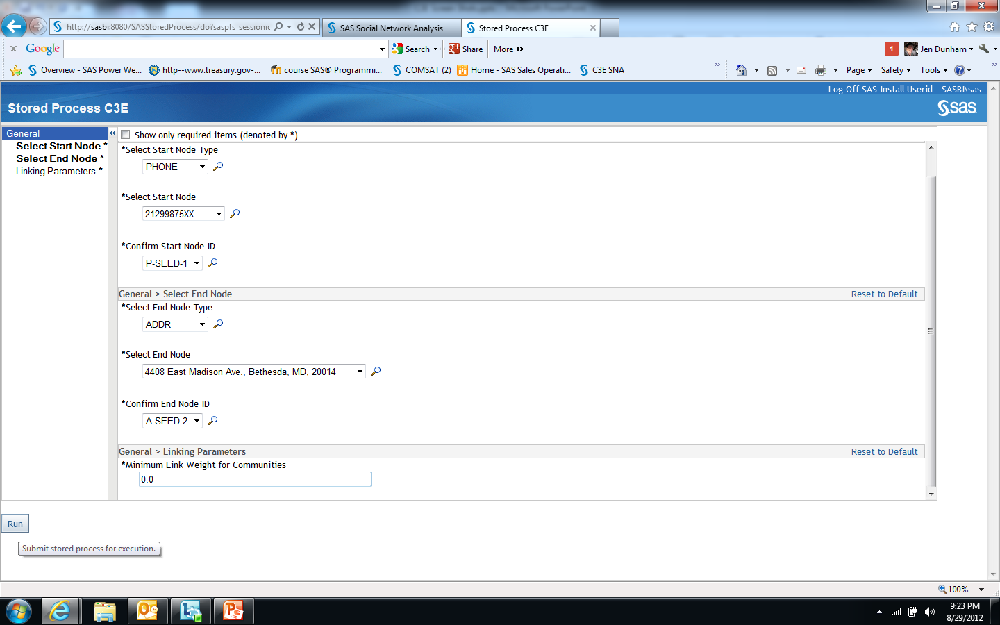 http://sasbi:8080/SASStoredProcess/do?saspfs_sessionid
SAS Social Network Analysis
Stored Process C3E
x Google
Search
Share
More »
1
Jen Dunham
Overview - SAS Power We...
http--www.treasury.gov-...
course SAS® Programmi...
COMSAT (2)
Home - SAS Sales Operati...
C3E SNA
»
Page
Safety
Tools
»
Log Off SAS Install Userid - SASBI\sas
Stored Process C3E
sas
General
«
Show only required items (denoted by *)
Select Start Node *
Select End Node *
Linking Parameters *
*Select Start Node Type
PHONE
*Select Start Node
21299875XX
*Confirm Start Node ID
P-SEED-1
General > Select End Node
Reset to Default
*Select End Node Type
ADDR
*Select End Node
4408 East Madison Ave., Bethesda, MD, 20014
*Confirm End Node ID
A-SEED-2
General > Linking Parameters
Reset to Default
*Minimum Link Weight for Communities
0.0
Run
Submit stored process for execution.
100%
9:23 PM
8/29/2012